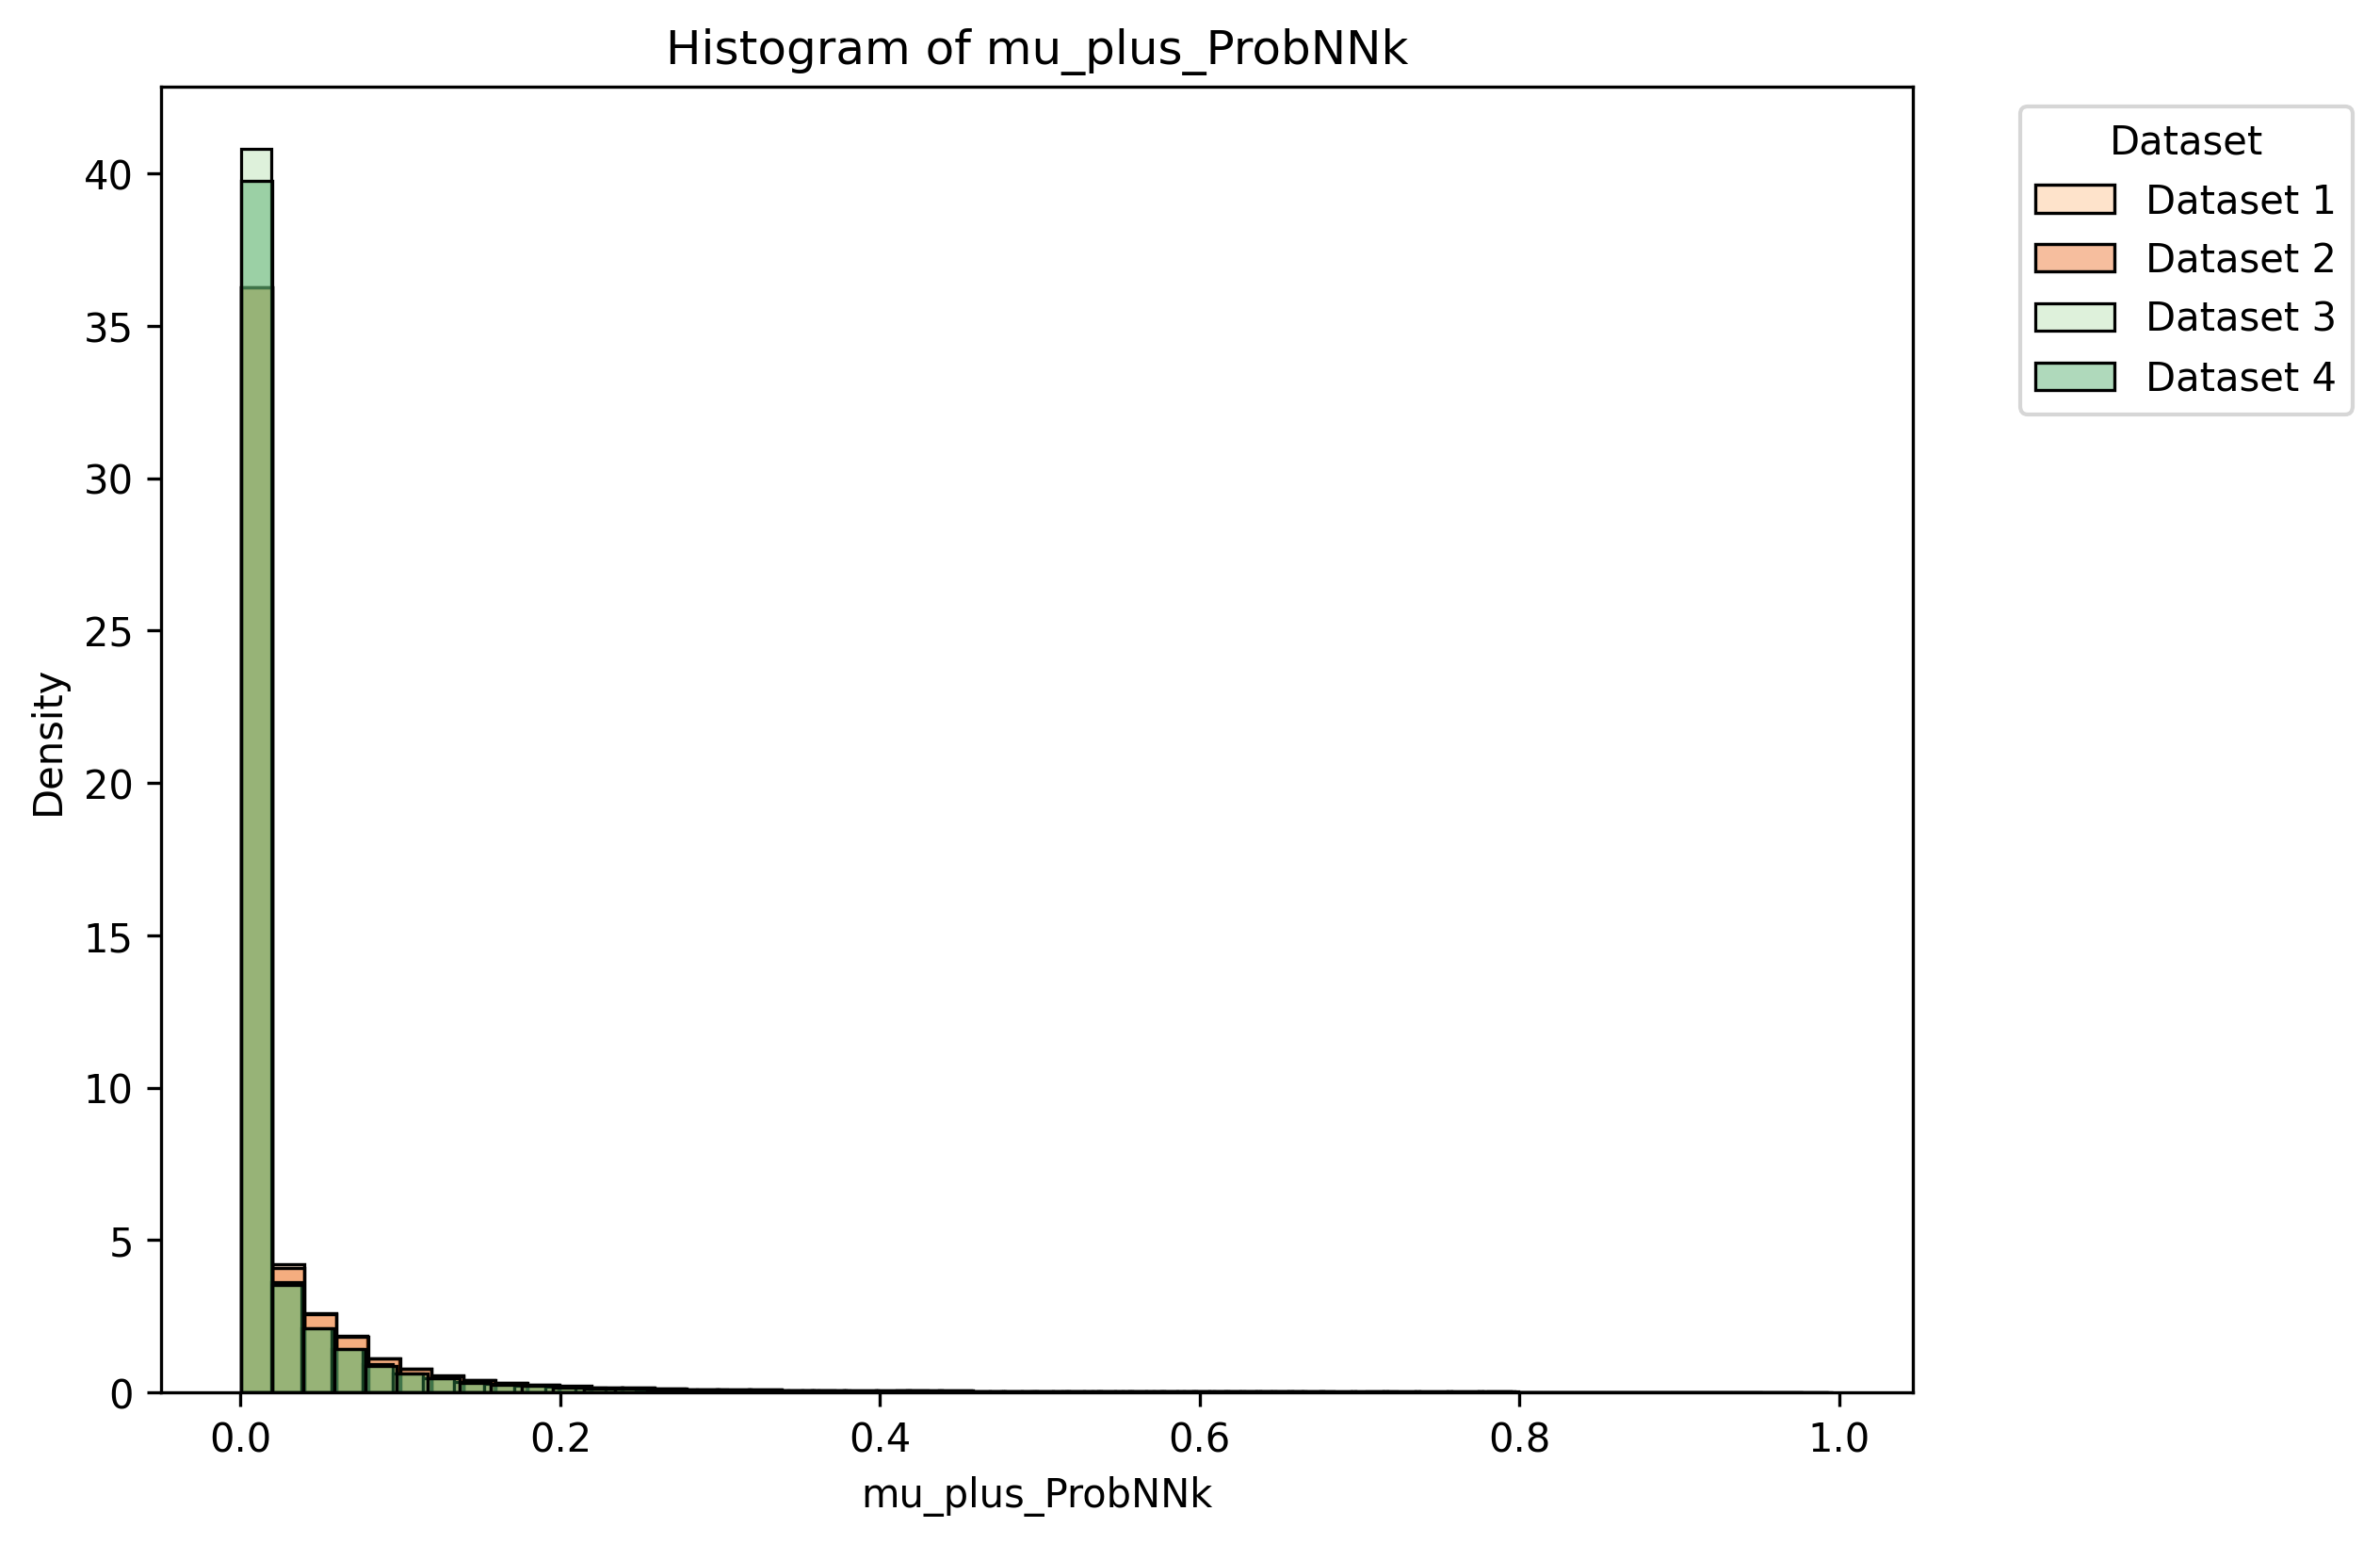 Histogram of mu_plus_ProbNNk
Dataset
Dataset 1
Dataset 2
Dataset 3
Dataset 4
Density
40
35
30
25
20
15
10
5
0
0.0 0.2 0.4 0.6 0.8 1.0
mu_plus_ProbNNk